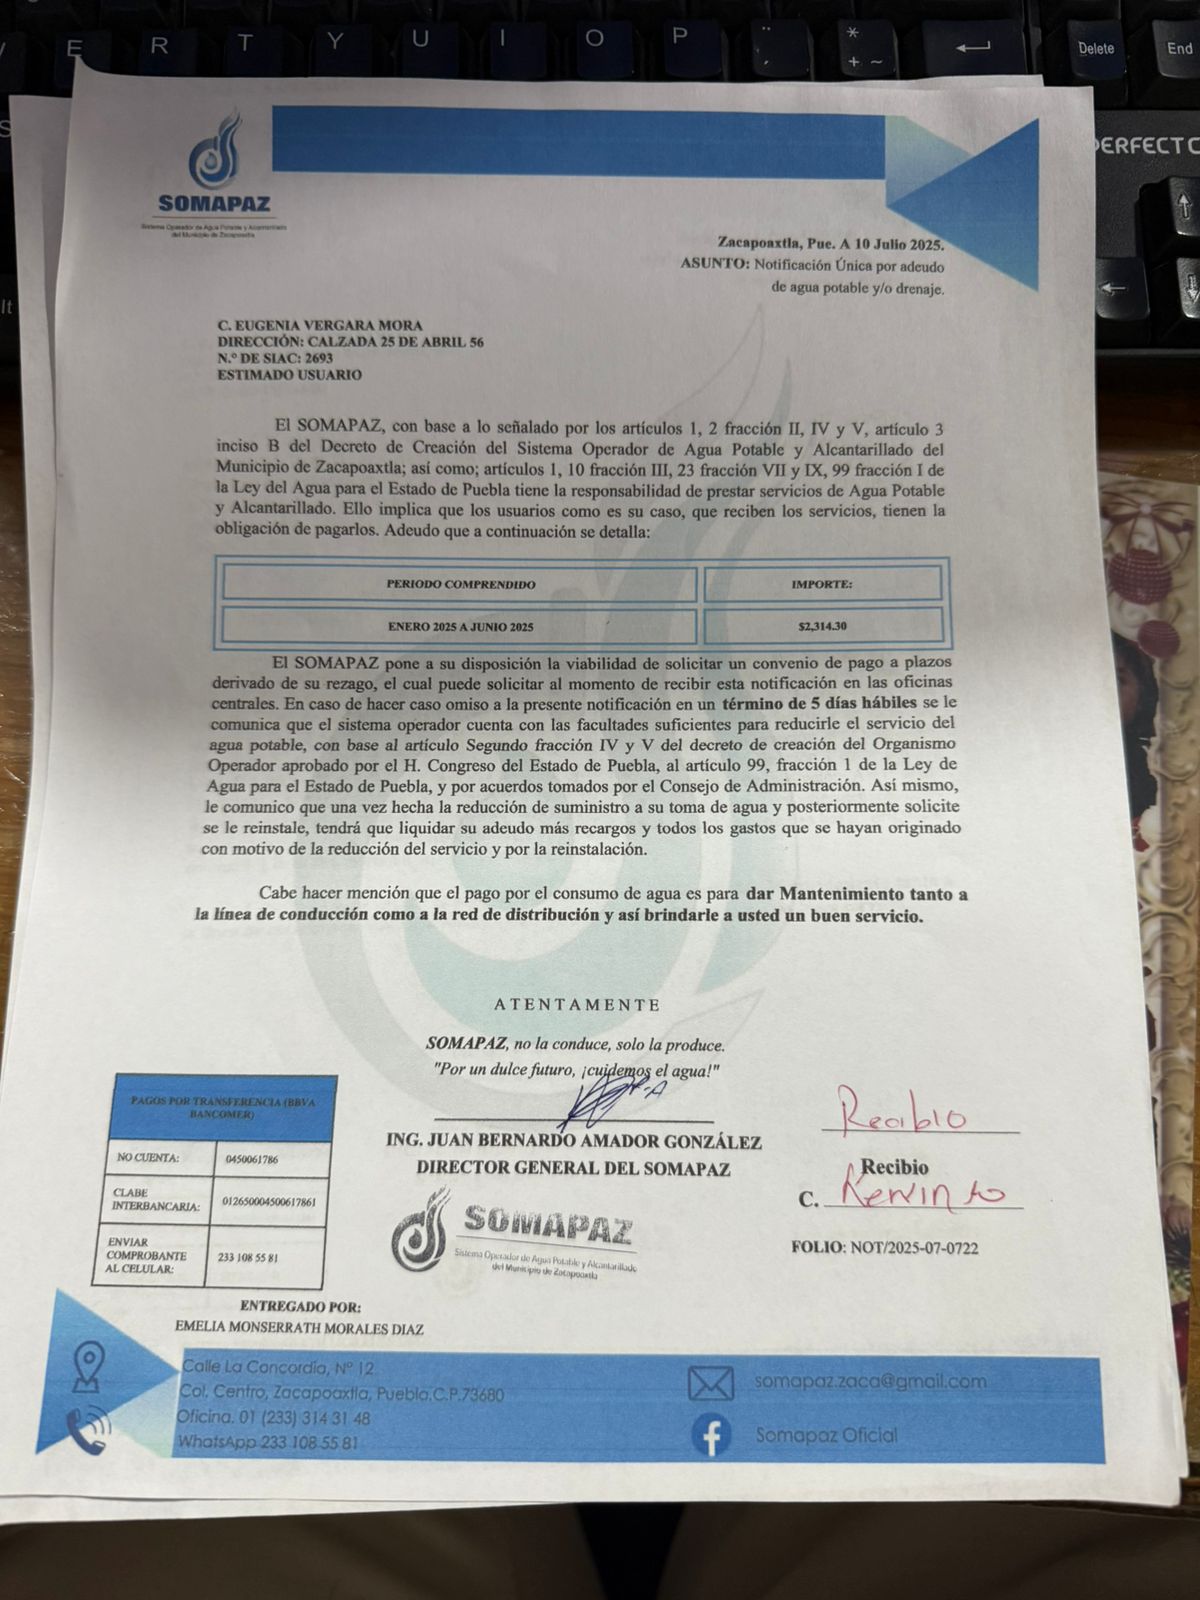 E R T Y U I O P
Delete
End
PERFECT C
SOMAPAZ
Sistema Operador de Agua Potable y Alcantarillado
del Municipio de Zacapoaxtla
Zacapoaxtla, Pue. A 10 Julio 2025.
ASUNTO: Notificación Única por adeudo
de agua potable y/o drenaje.
C. EUGENIA VERGARA MORA
DIRECCIÓN: CALZADA 25 DE ABRIL 56
N.º DE SIAC: 2693
ESTIMADO USUARIO
El SOMAPAZ, con base a lo señalado por los artículos 1, 2 fracción II, IV y V, artículo 3
inciso B del Decreto de Creación del Sistema Operador de Agua Potable y Alcantarillado del
Municipio de Zacapoaxtla; así como; artículos 1, 10 fracción III, 23 fracción VII y IX, 99 fracción I de
la Ley del Agua para el Estado de Puebla tiene la responsabilidad de prestar servicios de Agua Potable
y Alcantarillado. Ello implica que los usuarios como es su caso, que reciben los servicios, tienen la
obligación de pagarlos. Adeudo que a continuación se detalla:
PERIODO COMPRENDIDO IMPORTE:
ENERO 2025 A JUNIO 2025 $2,314.30
El SOMAPAZ pone a su disposición la viabilidad de solicitar un convenio de pago a plazos
derivado de su rezago, el cual puede solicitar al momento de recibir esta notificación en las oficinas
centrales. En caso de hacer caso omiso a la presente notificación en un término de 5 días hábiles se le
comunica que el sistema operador cuenta con las facultades suficientes para reducirle el servicio del
agua potable, con base al artículo Segundo fracción IV y V del decreto de creación del Organismo
Operador aprobado por el H. Congreso del Estado de Puebla, al artículo 99, fracción 1 de la Ley de
Agua para el Estado de Puebla, y por acuerdos tomados por el Consejo de Administración. Así mismo,
le comunico que una vez hecha la reducción de suministro a su toma de agua y posteriormente solicite
se le reinstale, tendrá que liquidar su adeudo más recargos y todos los gastos que se hayan originado
con motivo de la reducción del servicio y por la reinstalación.
Cabe hacer mención que el pago por el consumo de agua es para dar Mantenimiento tanto a
la línea de conducción como a la red de distribución y así brindarle a usted un buen servicio.
ATENTAMENTE
SOMAPAZ, no la conduce, solo la produce.
"Por un dulce futuro, ¡cuidemos el agua!"
P.A
ING. JUAN BERNARDO AMADOR GONZÁLEZ
DIRECTOR GENERAL DEL SOMAPAZ
SOMAPAZ
Sistema Operador de Agua Potable y Alcantarillado
del Municipio de Zacapoaxtla
Recibio
Recibio
C.
FOLIO: NOT/2025-07-0722
PAGOS POR TRANSFERENCIA (BBVA
BANCOMER)
NO CUENTA: 0450061786
CLABE
INTERBANCARIA: 012650004500617861
ENVIAR
COMPROBANTE
AL CELULAR: 233 108 55 81
ENTREGADO POR:
EMELIA MONSERRATH MORALES DIAZ
Calle La Concordia, Nº 12
Col, Centro, Zacapoaxtla, Puebla.C.P.73680
Oficina. 01 (233) 314 31 48
WhatsApp 233 108 55 81
somapaz.zaca@gmail.com
Somapaz Oficial